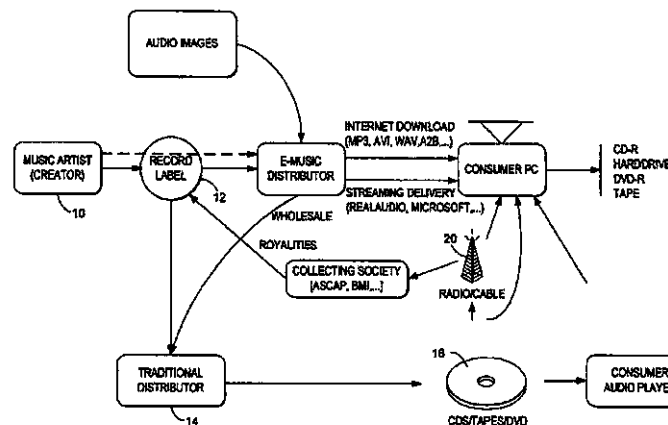 AUDIO IMAGES
MUSIC ARTIST
(CREATOR)
10
RECORD
LABEL
12
E-MUSIC
DISTRIBUTOR
INTERNET DOWNLOAD
(MP3, AVI, WAV,A2B,...)
STREAMING DELIVERY
(REALAUDIO, MICROSOFT,...)
CONSUMER PC
CD-R
HARDDRIVE
DVD-R
TAPE
WHOLESALE
ROYALITIES
COLLECTING SOCIETY
[ASCAP, BMI,...]
20
RADIO/CABLE
TRADITIONAL
DISTRIBUTOR
14
16
CDS/TAPES/DVD
CONSUMER
AUDIO PLAYE